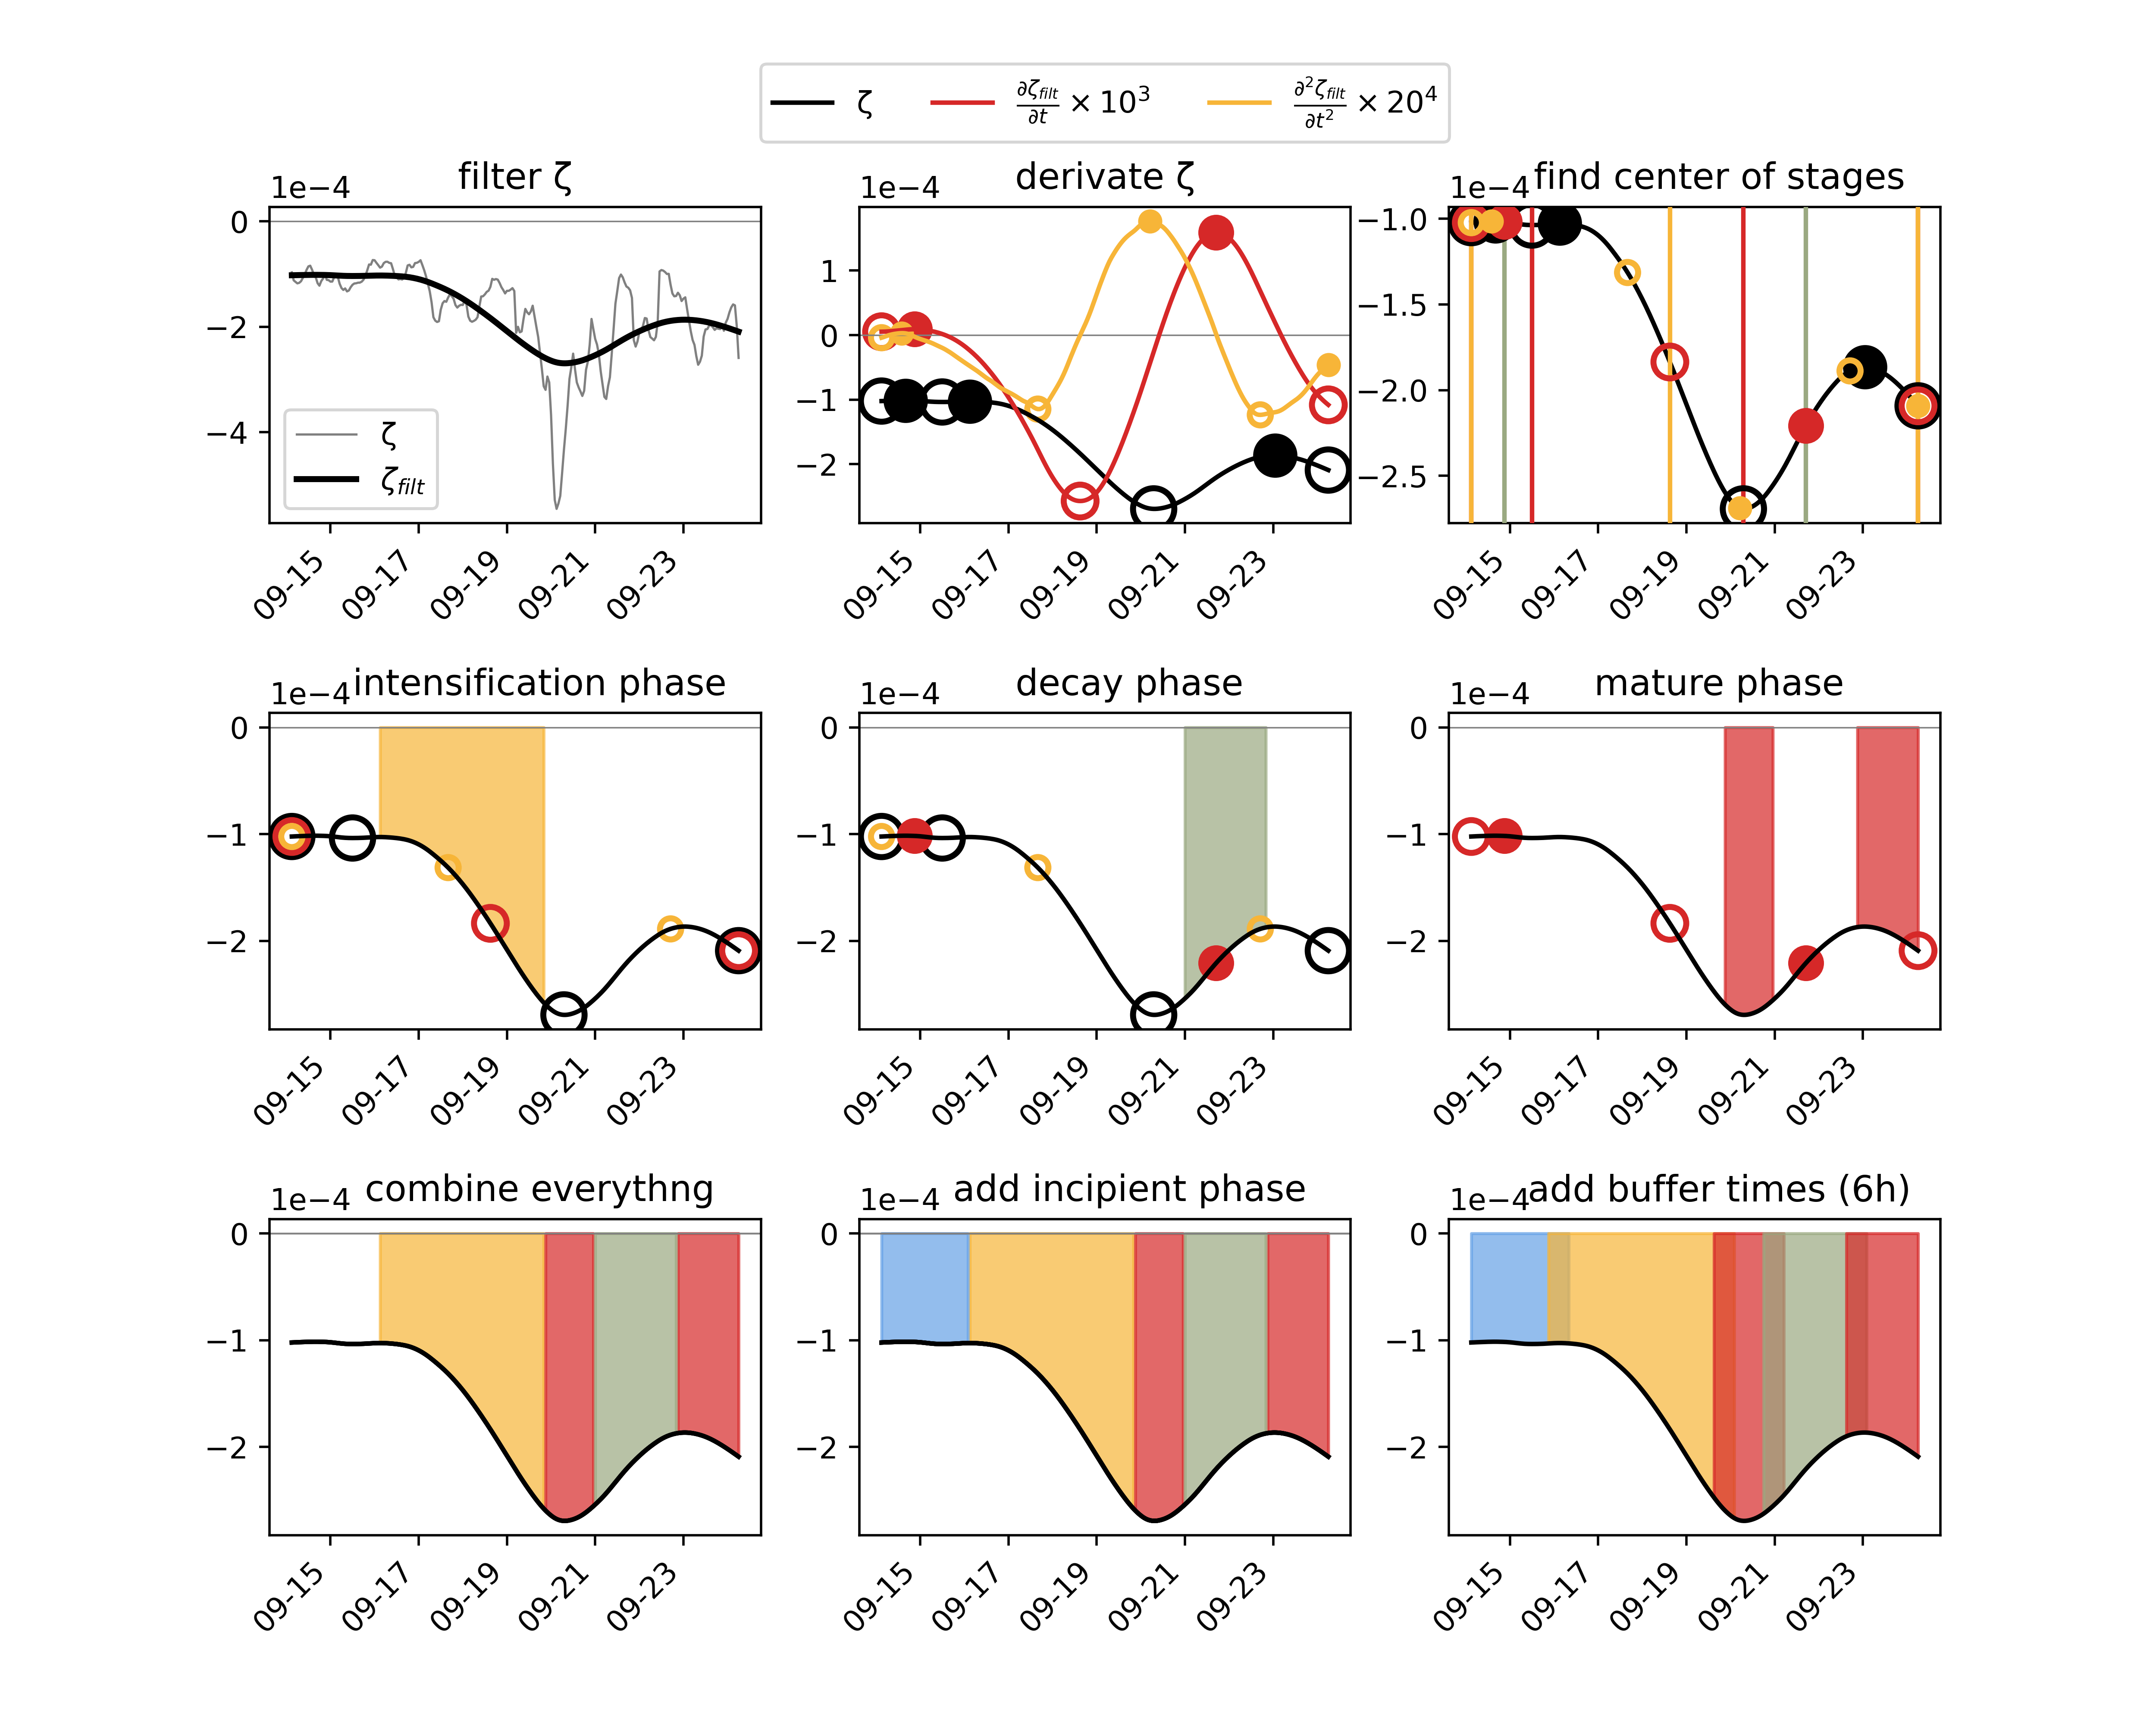 ζ   ∂ζ_filt/∂t × 10³   ∂²ζ_filt/∂t² × 20⁴
filter ζ
1e−4
0
−2
−4
ζ
ζ_filt
09-15 09-17 09-19 09-21 09-23
derivate ζ
1e−4
1
0
−1
−2
09-15 09-17 09-19 09-21 09-23
find center of stages
1e−4
−1.0
−1.5
−2.0
−2.5
09-15 09-17 09-19 09-21 09-23
intensification phase
1e−4
0
−1
−2
09-15 09-17 09-19 09-21 09-23
decay phase
1e−4
0
−1
−2
09-15 09-17 09-19 09-21 09-23
mature phase
1e−4
0
−1
−2
09-15 09-17 09-19 09-21 09-23
combine everythng
1e−4
0
−1
−2
09-15 09-17 09-19 09-21 09-23
add incipient phase
1e−4
0
−1
−2
09-15 09-17 09-19 09-21 09-23
add buffer times (6h)
1e−4
0
−1
−2
09-15 09-17 09-19 09-21 09-23